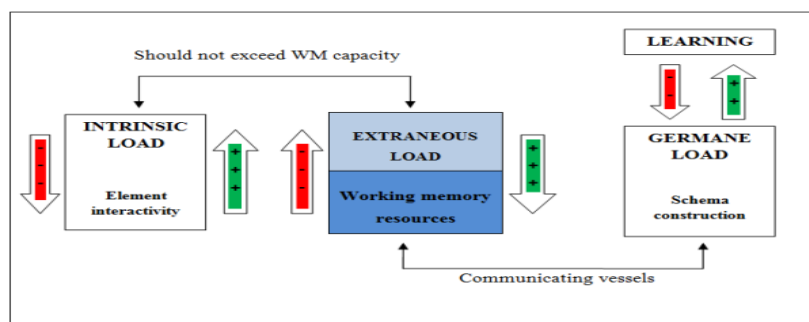 Should not exceed WM capacity
LEARNING
-
-
+
+
INTRINSIC
LOAD
Element
interactivity
-
-
-
+
+
+
-
-
-
EXTRANEOUS
LOAD
Working memory
resources
+
+
+
GERMANE
LOAD
Schema
construction
Communicating vessels